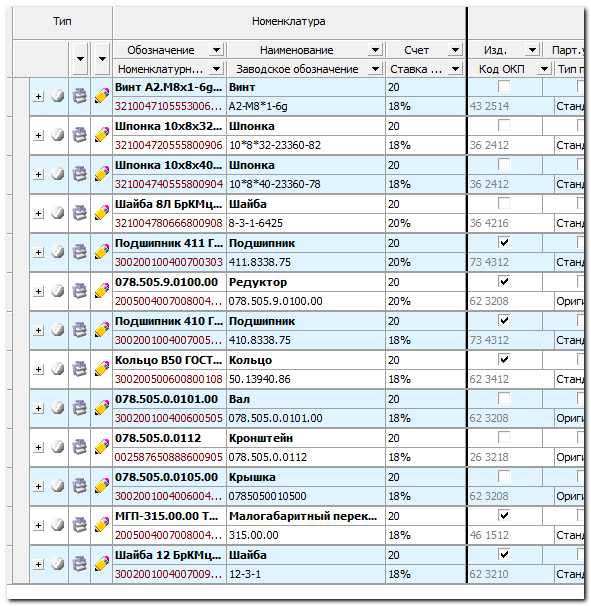 Тип Номенклатура
Обозначение Наименование Счет Изд. Парт.у
Номенклатурн... Заводское обозначение Ставка ... Код ОКП Тип п
Винт А2.М8х1-6g... Винт 20
3210047105553006... А2-М8*1-6g 18% 43 2514 Станд
Шпонка 10х8х32... Шпонка 20
321004720555800906 10*8*32-23360-82 18% 36 2412 Станд
Шпонка 10х8х40... Шпонка 20
321004740555800904 10*8*40-23360-78 18% 36 2412 Станд
Шайба 8Л БрКМц... Шайба 20
321004780666800908 8-3-1-6425 20% 36 4216 Станд
Подшипник 411 Г... Подшипник 20
300200100400700303 411.8338.75 20% 73 4312 Станд
078.505.9.0100.00 Редуктор 20
2005004007008004... 078.505.9.0100.00 20% 62 3208 Ориги
Подшипник 410 Г... Подшипник 20
3002001004007005... 410.8338.75 18% 73 4312 Станд
Кольцо В50 ГОСТ... Кольцо 20
300200500600800108 50.13940.86 18% 62 3412 Станд
078.505.0.0101.00 Вал 20
300200100400600505 078.505.0.0101.00 18% 62 3208 Ориги
078.505.0.0112 Кронштейн 20
002587650888600905 078.505.0.0112 18% 26 3218 Ориги
078.505.0.0105.00 Крышка 20
3002001004006004... 0785050010500 18% 62 3208 Ориги
МГП-315.00.00 Т... Малогабаритный перек... 20
2005004007008004... 315.00.00 18% 46 1512 Станд
Шайба 12 БрКМц... Шайба 20
3002001004007009... 12-3-1 18% 62 3210 Станд